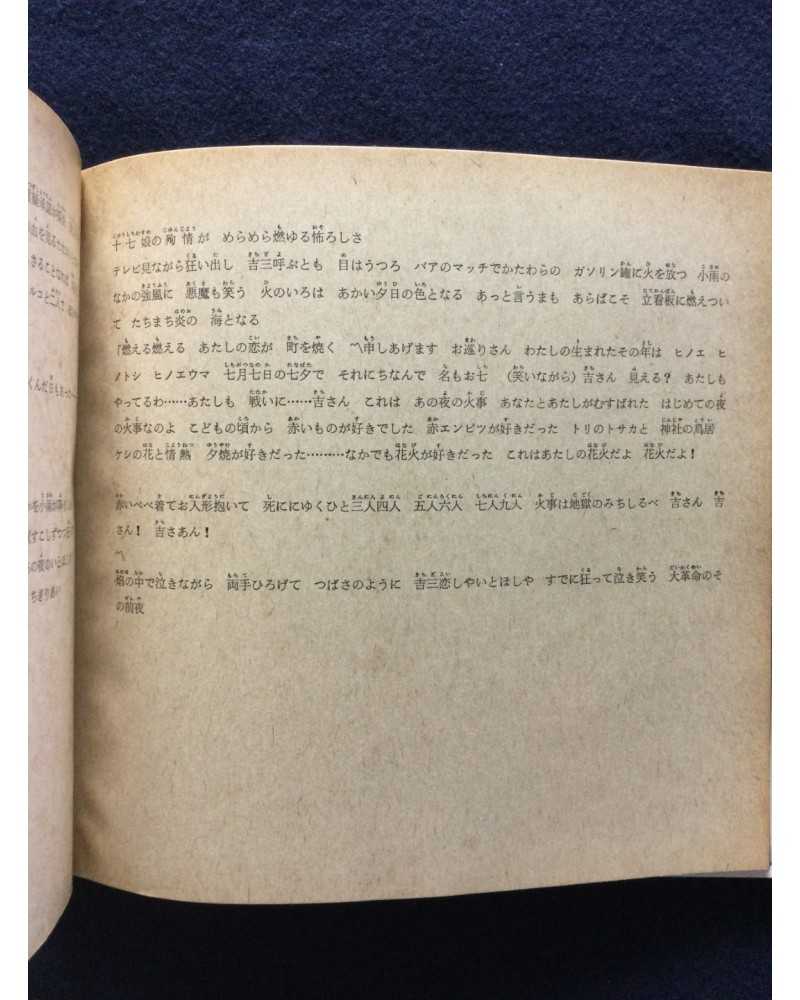 十七娘の殉情が　めらめら燃ゆる怖ろしさ
テレビ見ながら狂い出し　吉三呼ぶとも　目はうつろ　バアのマッチでかたわらの　ガソリン罐に火を放つ　小雨の
なかの強風に　悪魔も笑う　火のいろは　あかい夕日の色となる　あっと言うまも　あらばこそ　立看板に燃えつい
て　たちまち炎の　海となる
「燃える燃える　あたしの恋が　町を焼く　〽申しあげます　お巡りさん　わたしの生まれたその年は　ヒノエ　ヒ
ノトシ　ヒノエウマ　七月七日の七夕で　それにちなんで　名もお七　（笑いながら）吉さん　見える？　あたしも
やってるわ……あたしも　戦いに……吉さん　これは　あの夜の火事　あなたとあたしがむすばれた　はじめての夜
の火事なのよ　こどもの頃から　赤いものが好きでした　赤エンピツが好きだった　トリのトサカと　神社の鳥居
ケシの花と情熱　夕焼が好きだった………なかでも花火が好きだった　これはあたしの花火だよ　花火だよ！
赤いべべ着てお人形抱いて　死ににゆくひと三人四人　五人六人　七人九人　火事は地獄のみちしるべ　吉さん　吉
さん！　吉さあん！
〽
焔の中で泣きながら　両手ひろげて　つばさのように　吉三恋しやいとほしや　すでに狂って泣き笑う　大革命のそ
の前夜